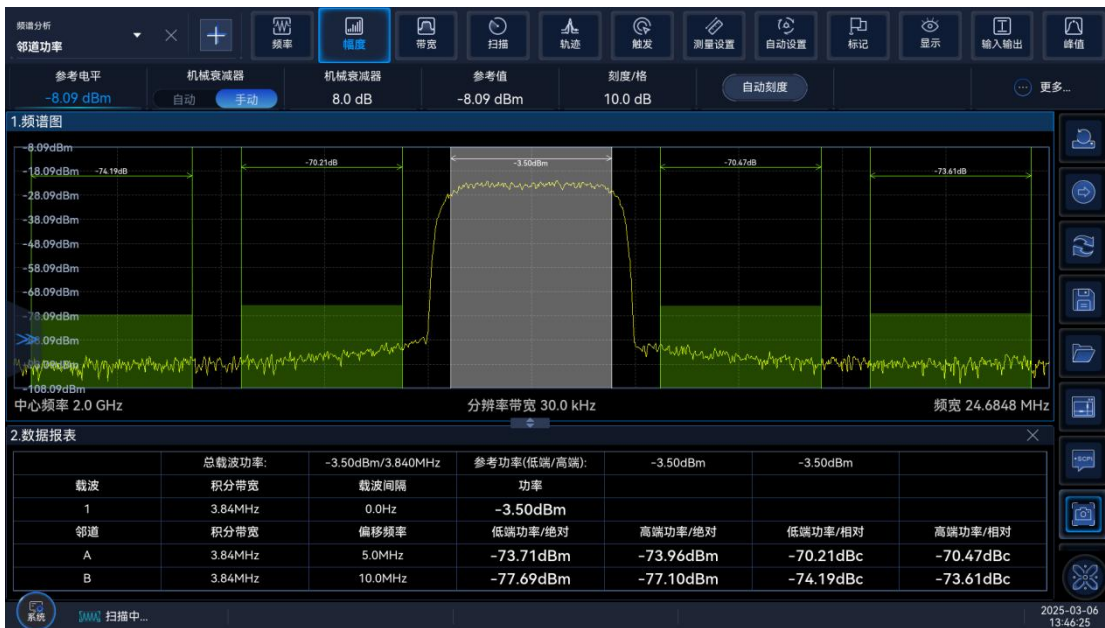 频谱分析
邻道功率
频率
幅度
带宽
扫描
轨迹
触发
测量设置
自动设置
标记
显示
输入输出
峰值
参考电平 机械衰减器 机械衰减器 参考值 刻度/格
-8.09 dBm 自动 手动 8.0 dB -8.09 dBm 10.0 dB 自动刻度 更多...
1.频谱图
-8.09dBm
-18.09dBm
-28.09dBm
-38.09dBm
-48.09dBm
-58.09dBm
-68.09dBm
-78.09dBm
-108.09dBm
-74.19dB
-70.21dB
-3.50dBm
-70.47dB
-73.61dB
中心频率 2.0 GHz 分辨率带宽 30.0 kHz 频宽 24.6848 MHz
2.数据报表
总载波功率: -3.50dBm/3.840MHz 参考功率(低端/高端): -3.50dBm -3.50dBm
载波 积分带宽 载波间隔 功率
1 3.84MHz 0.0Hz -3.50dBm
邻道 积分带宽 偏移频率 低端功率/绝对 高端功率/绝对 低端功率/相对 高端功率/相对
A 3.84MHz 5.0MHz -73.71dBm -73.96dBm -70.21dBc -70.47dBc
B 3.84MHz 10.0MHz -77.69dBm -77.10dBm -74.19dBc -73.61dBc
•SCPI
系统 扫描中...
2025-03-06
13:46:25